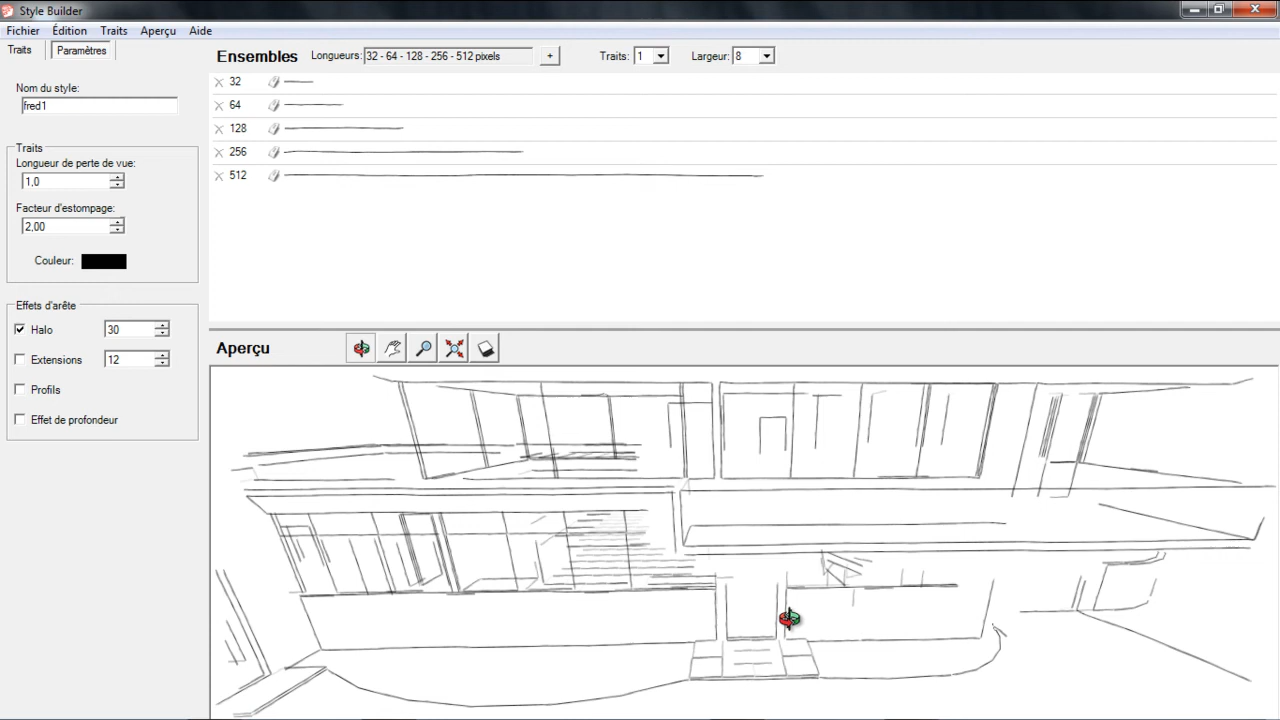 Style Builder
Fichier Édition Traits Aperçu Aide
Traits Paramètres
Nom du style:
fred1
Traits
Longueur de perte de vue:
1,0
Facteur d'estompage:
2,00
Couleur:
Effets d'arête
Halo 30
Extensions 12
Profils
Effet de profondeur
Ensembles Longueurs: 32 - 64 - 128 - 256 - 512 pixels + Traits: 1 Largeur: 8
32
64
128
256
512
Aperçu